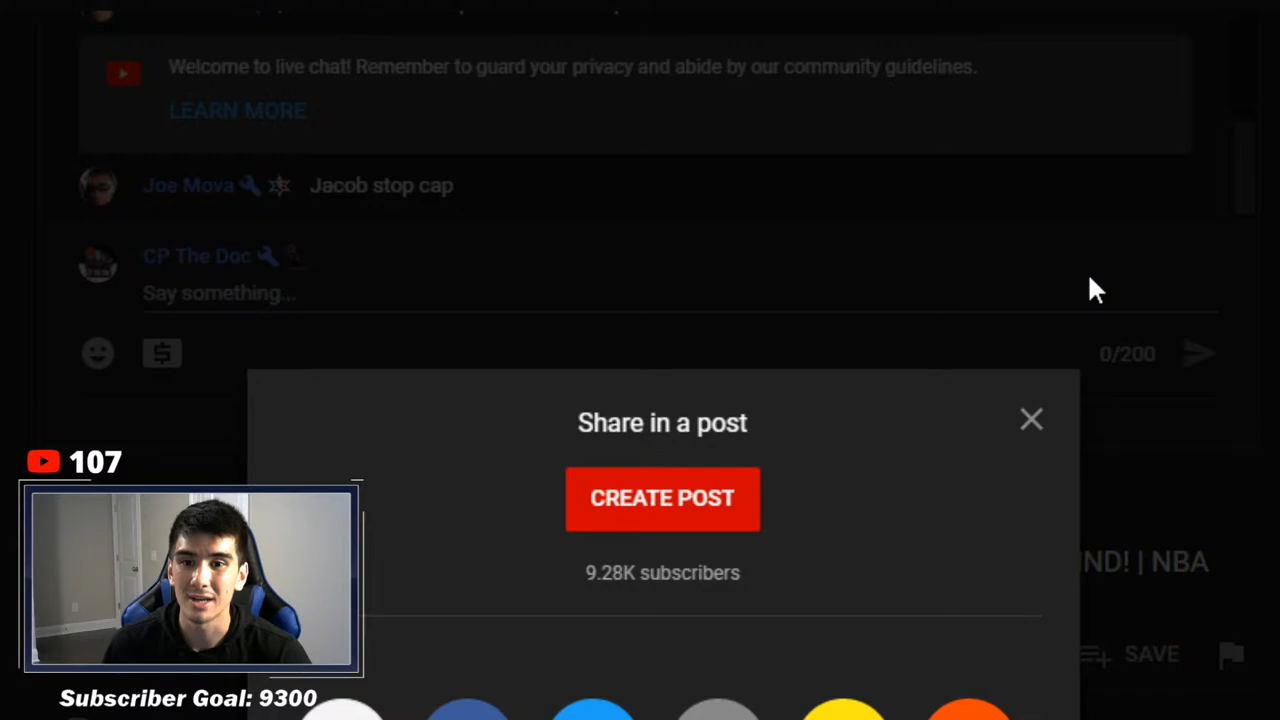 Welcome to live chat! Remember to guard your privacy and abide by our community guidelines.
LEARN MORE
Joe Mova Jacob stop cap
CP The Doc
Say something...
0/200
Share in a post
CREATE POST
9.28K subscribers
107
IND! | NBA
SAVE
Subscriber Goal: 9300